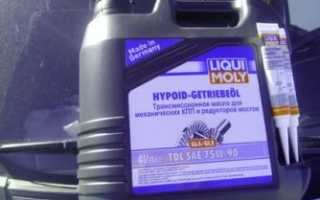 Made in
Germany
LIQUI
MOLY
HYPOID-GETRIEBEÖL
Трансмиссионное масло для
механических КПП и редукторов мостов
TDL SAE 75W-90